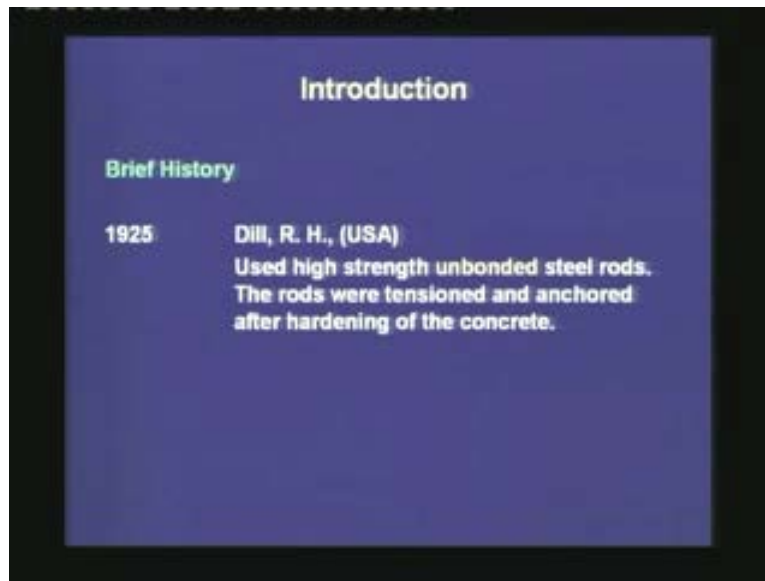 Introduction
Brief History
1925 Dill, R. H., (USA)
Used high strength unbonded steel rods.
The rods were tensioned and anchored
after hardening of the concrete.